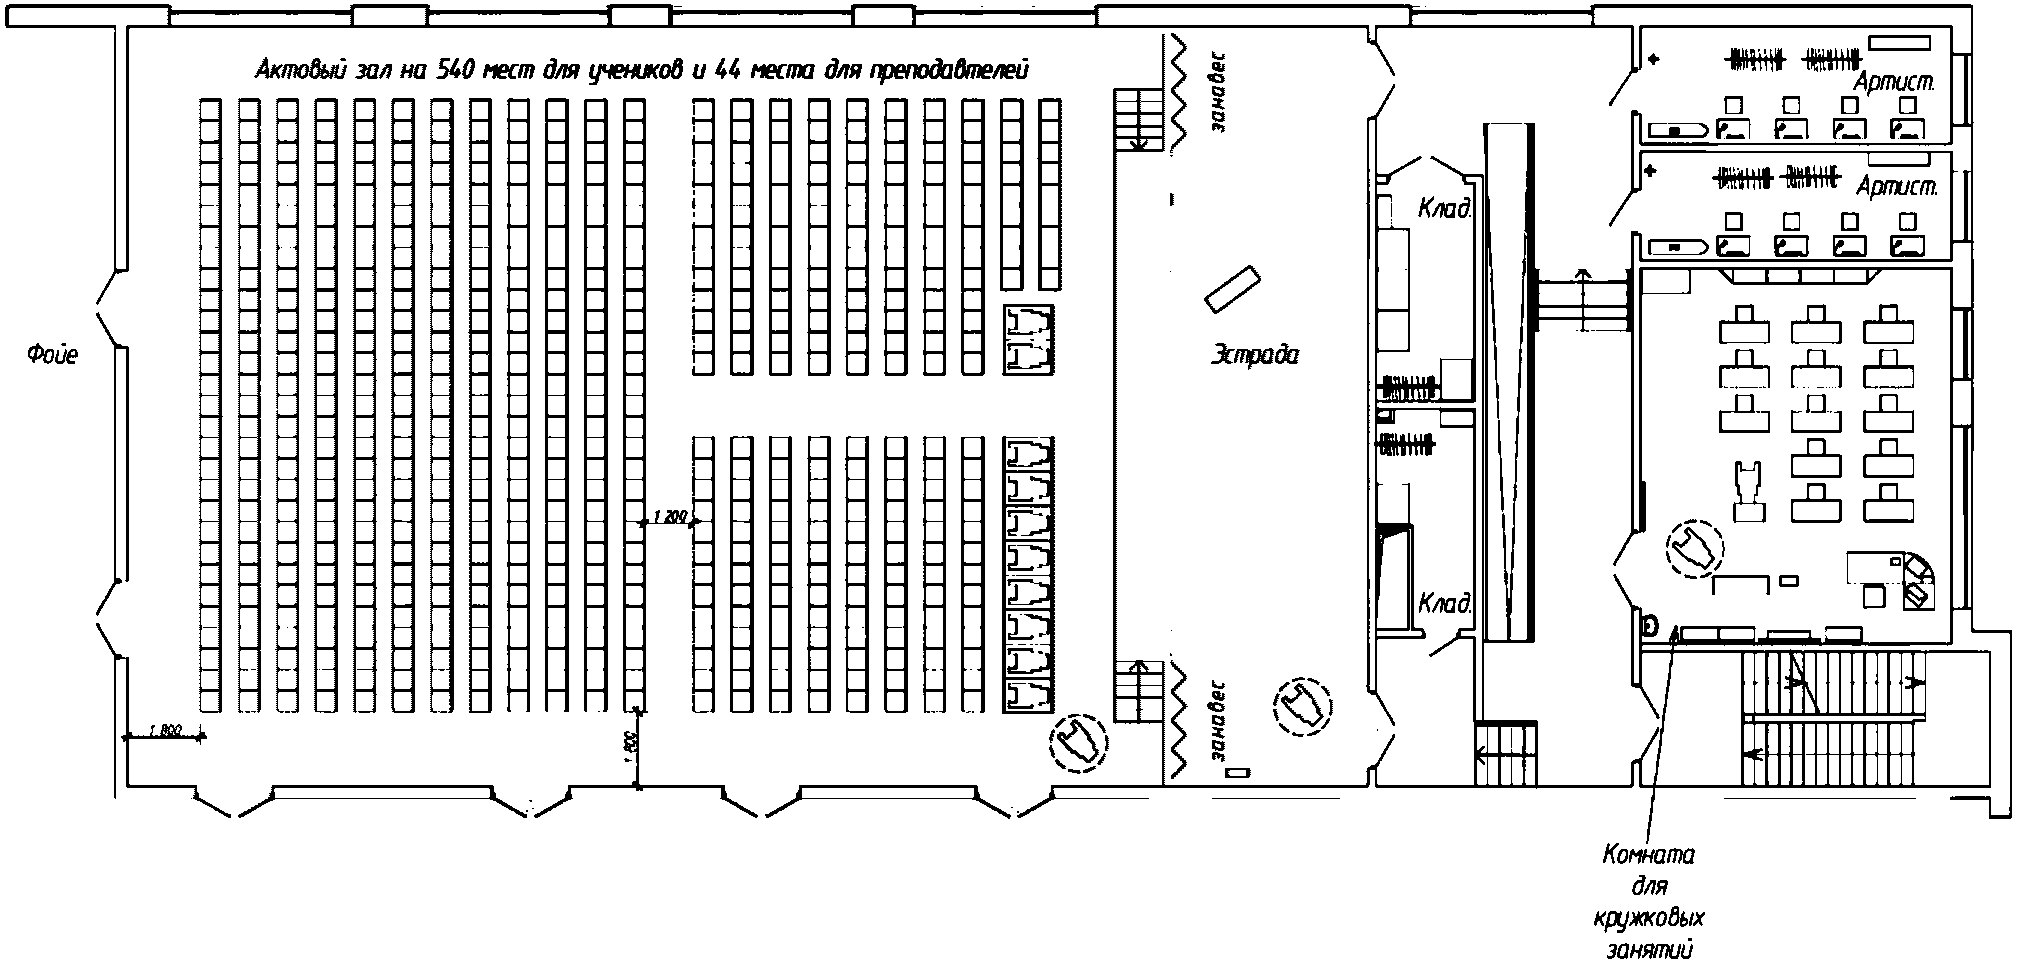 Актовый зал на 540 мест для учеников и 44 места для преподавтелей
занавес
Артист.
Артист.
Клад.
Фойе
Эстрада
1 200
Клад.
занавес
1 800
1 800
Комната
для
кружковых
занятий